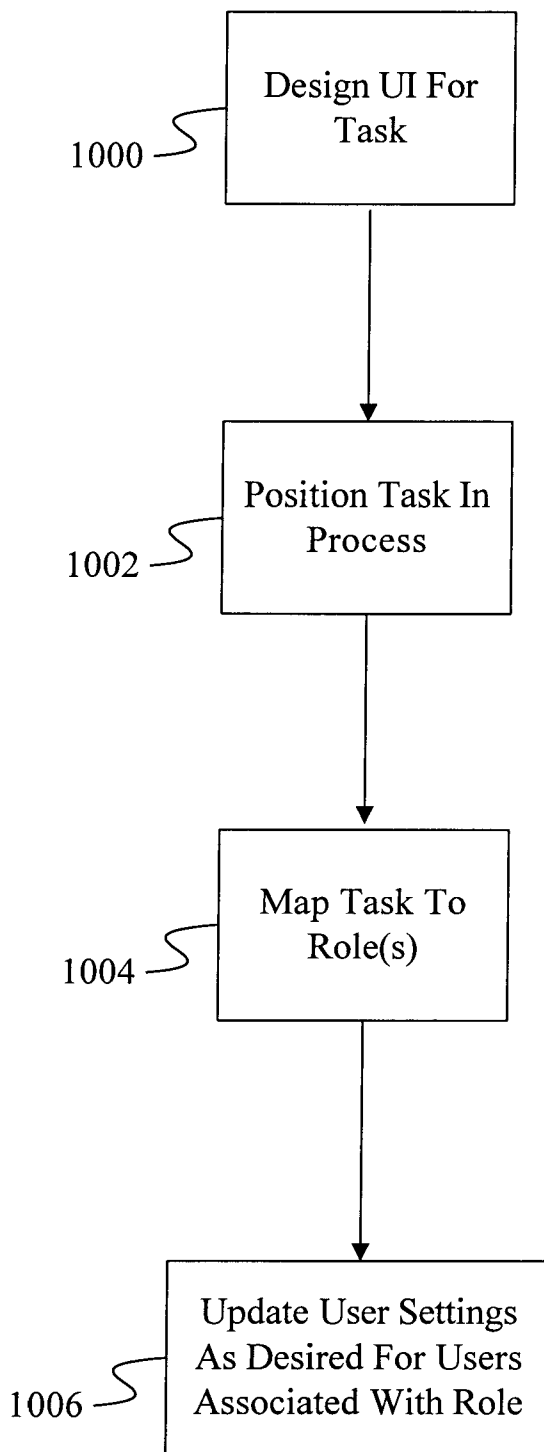 Design UI For
Task
1000
Position Task In
Process
1002
Map Task To
Role(s)
1004
Update User Settings
As Desired For Users
Associated With Role
1006